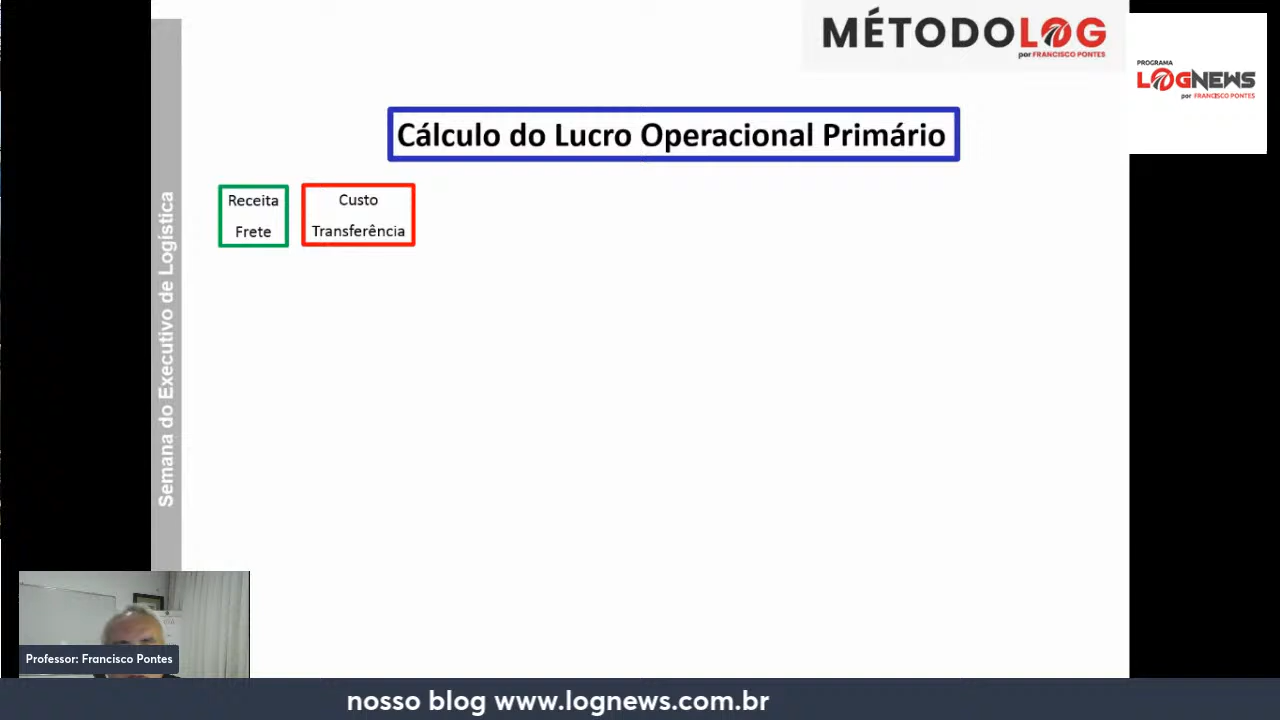 MÉTODOLOG
por FRANCISCO PONTES
PROGRAMA
LOGNEWS
por FRANCISCO PONTES
Cálculo do Lucro Operacional Primário
Receita
Frete
Custo
Transferência
Semana do Executivo de Logística
Professor: Francisco Pontes
nosso blog www.lognews.com.br